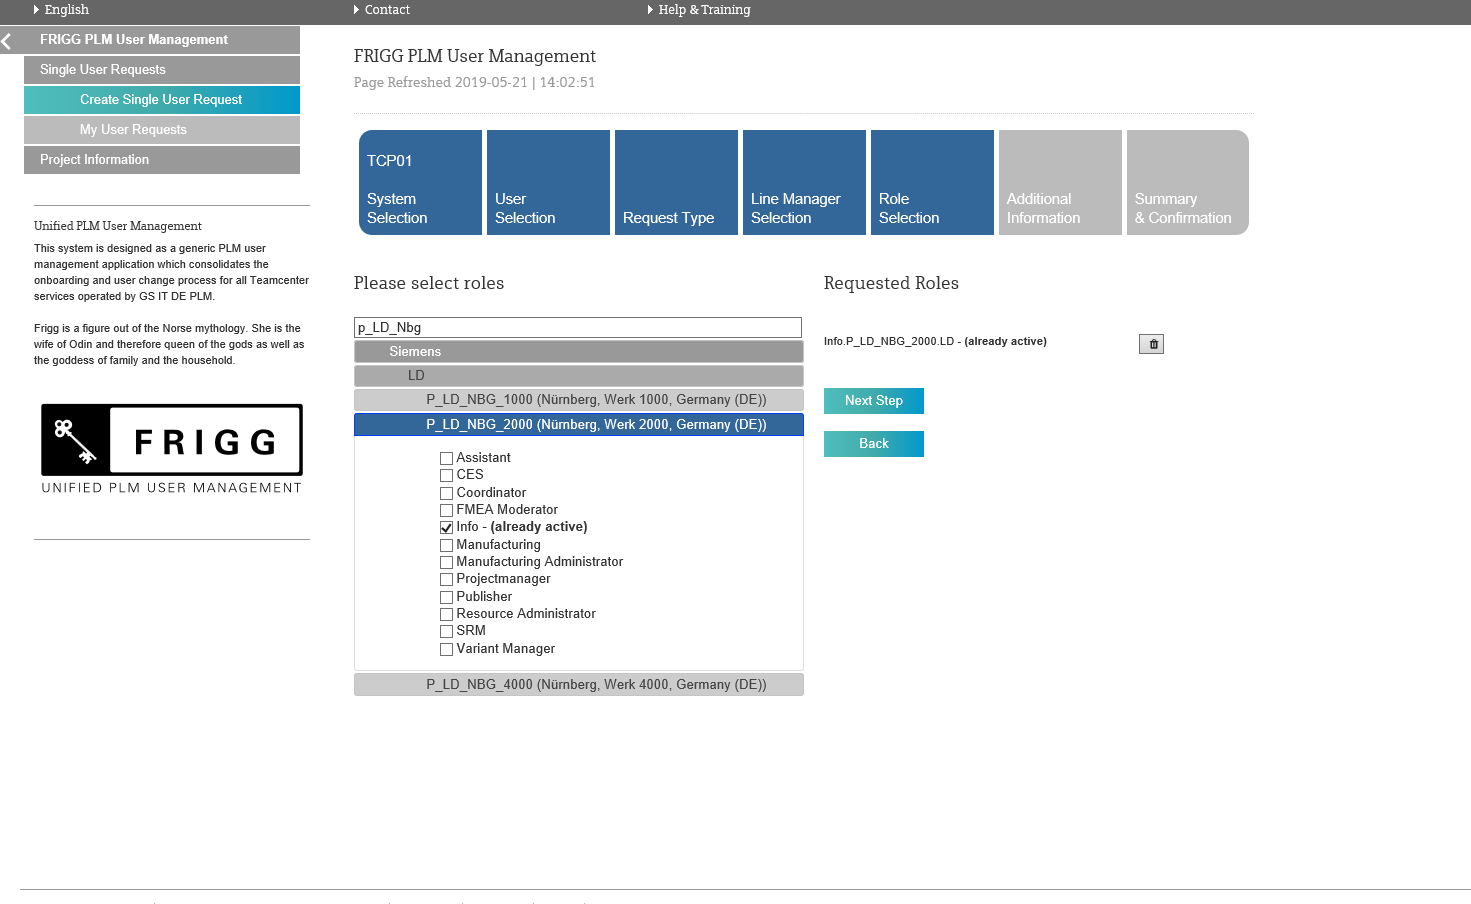 English
Contact
Help & Training
FRIGG PLM User Management
Single User Requests
Create Single User Request
My User Requests
Project Information
Unified PLM User Management
This system is designed as a generic PLM user
management application which consolidates the
onboarding and user change process for all Teamcenter
services operated by GS IT DE PLM.
Frigg is a figure out of the Norse mythology. She is the
wife of Odin and therefore queen of the gods as well as
the goddess of family and the household.
FRIGG
UNIFIED PLM USER MANAGEMENT
FRIGG PLM User Management
Page Refreshed 2019-05-21 | 14:02:51
TCP01
System
Selection
User
Selection
Request Type
Line Manager
Selection
Role
Selection
Additional
Information
Summary
& Confirmation
Please select roles
p_LD_Nbg
Siemens
LD
P_LD_NBG_1000 (Nürnberg, Werk 1000, Germany (DE))
P_LD_NBG_2000 (Nürnberg, Werk 2000, Germany (DE))
Assistant
CES
Coordinator
FMEA Moderator
Info - (already active)
Manufacturing
Manufacturing Administrator
Projectmanager
Publisher
Resource Administrator
SRM
Variant Manager
P_LD_NBG_4000 (Nürnberg, Werk 4000, Germany (DE))
Requested Roles
Info.P_LD_NBG_2000.LD - (already active)
Next Step
Back